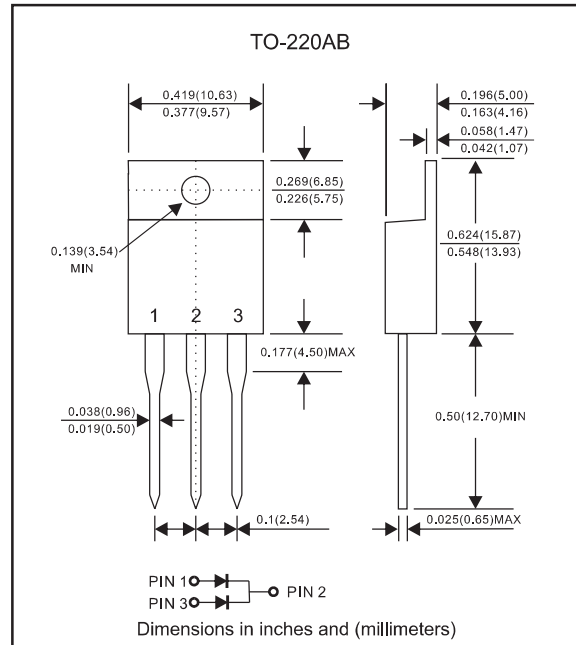 TO-220AB
0.419(10.63)
0.377(9.57)
0.196(5.00)
0.163(4.16)
0.058(1.47)
0.042(1.07)
0.269(6.85)
0.226(5.75)
0.139(3.54)
MIN
0.624(15.87)
0.548(13.93)
1 2 3
0.177(4.50)MAX
0.038(0.96)
0.019(0.50)
0.50(12.70)MIN
0.1(2.54)
0.025(0.65)MAX
PIN 1
PIN 2
PIN 3
Dimensions in inches and (millimeters)